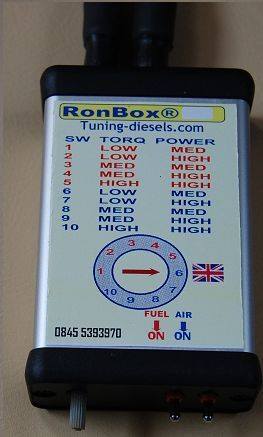 RonBox®
Tuning-diesels.com
SW TORQ POWER
1 LOW MED
2 LOW HIGH
3 MED MED
4 MED HIGH
5 HIGH HIGH
6 LOW MED
7 LOW HIGH
8 MED MED
9 MED HIGH
10 HIGH HIGH
1 2 3 4 5 6 7 8 9 10
FUEL AIR
ON ON
0845 5393970